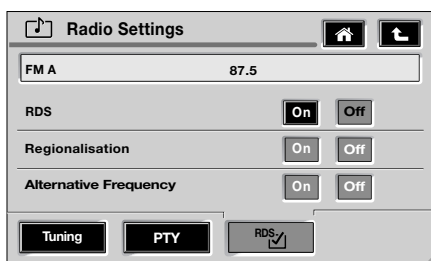 Radio Settings
FM A 87.5
RDS On Off
Regionalisation On Off
Alternative Frequency On Off
Tuning PTY RDS